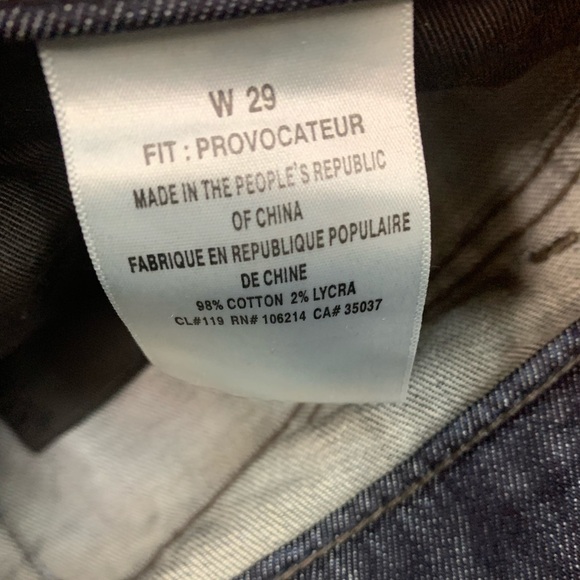 W 29
FIT : PROVOCATEUR
MADE IN THE PEOPLE'S REPUBLIC
OF CHINA
FABRIQUE EN REPUBLIQUE POPULAIRE
DE CHINE
98% COTTON 2% LYCRA
CL#119 RN# 106214 CA# 35037